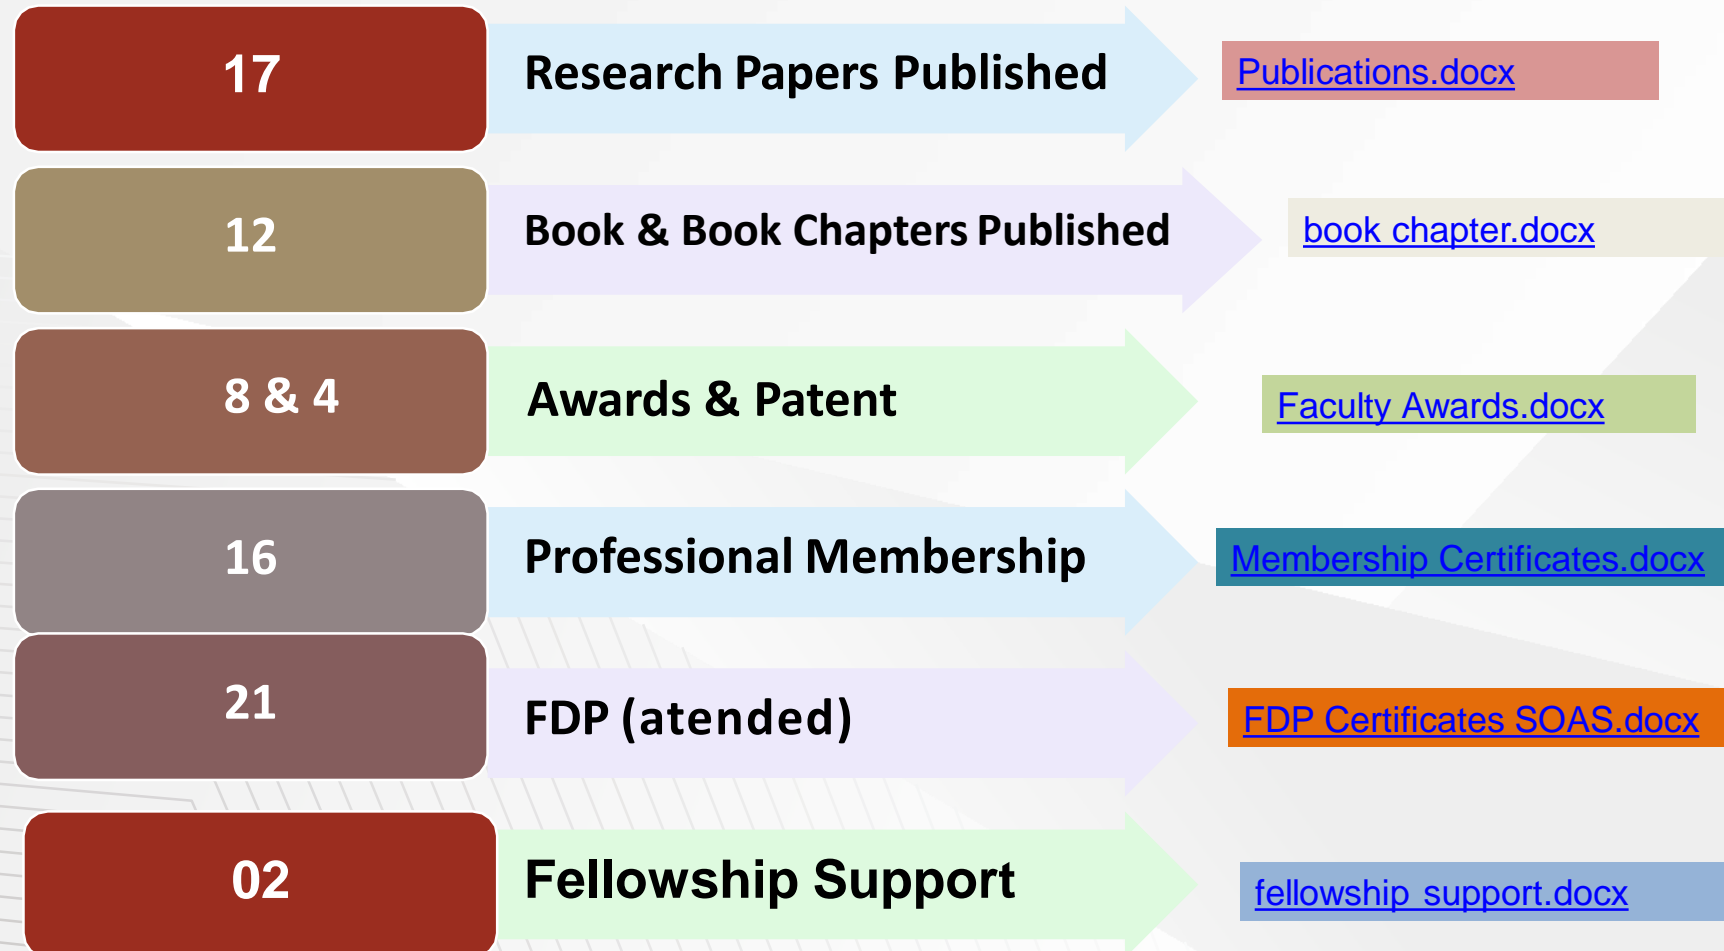 17 Research Papers Published Publications.docx
12 Book & Book Chapters Published book chapter.docx
8 & 4 Awards & Patent Faculty Awards.docx
16 Professional Membership Membership Certificates.docx
21 FDP (atended) FDP Certificates SOAS.docx
02 Fellowship Support fellowship support.docx